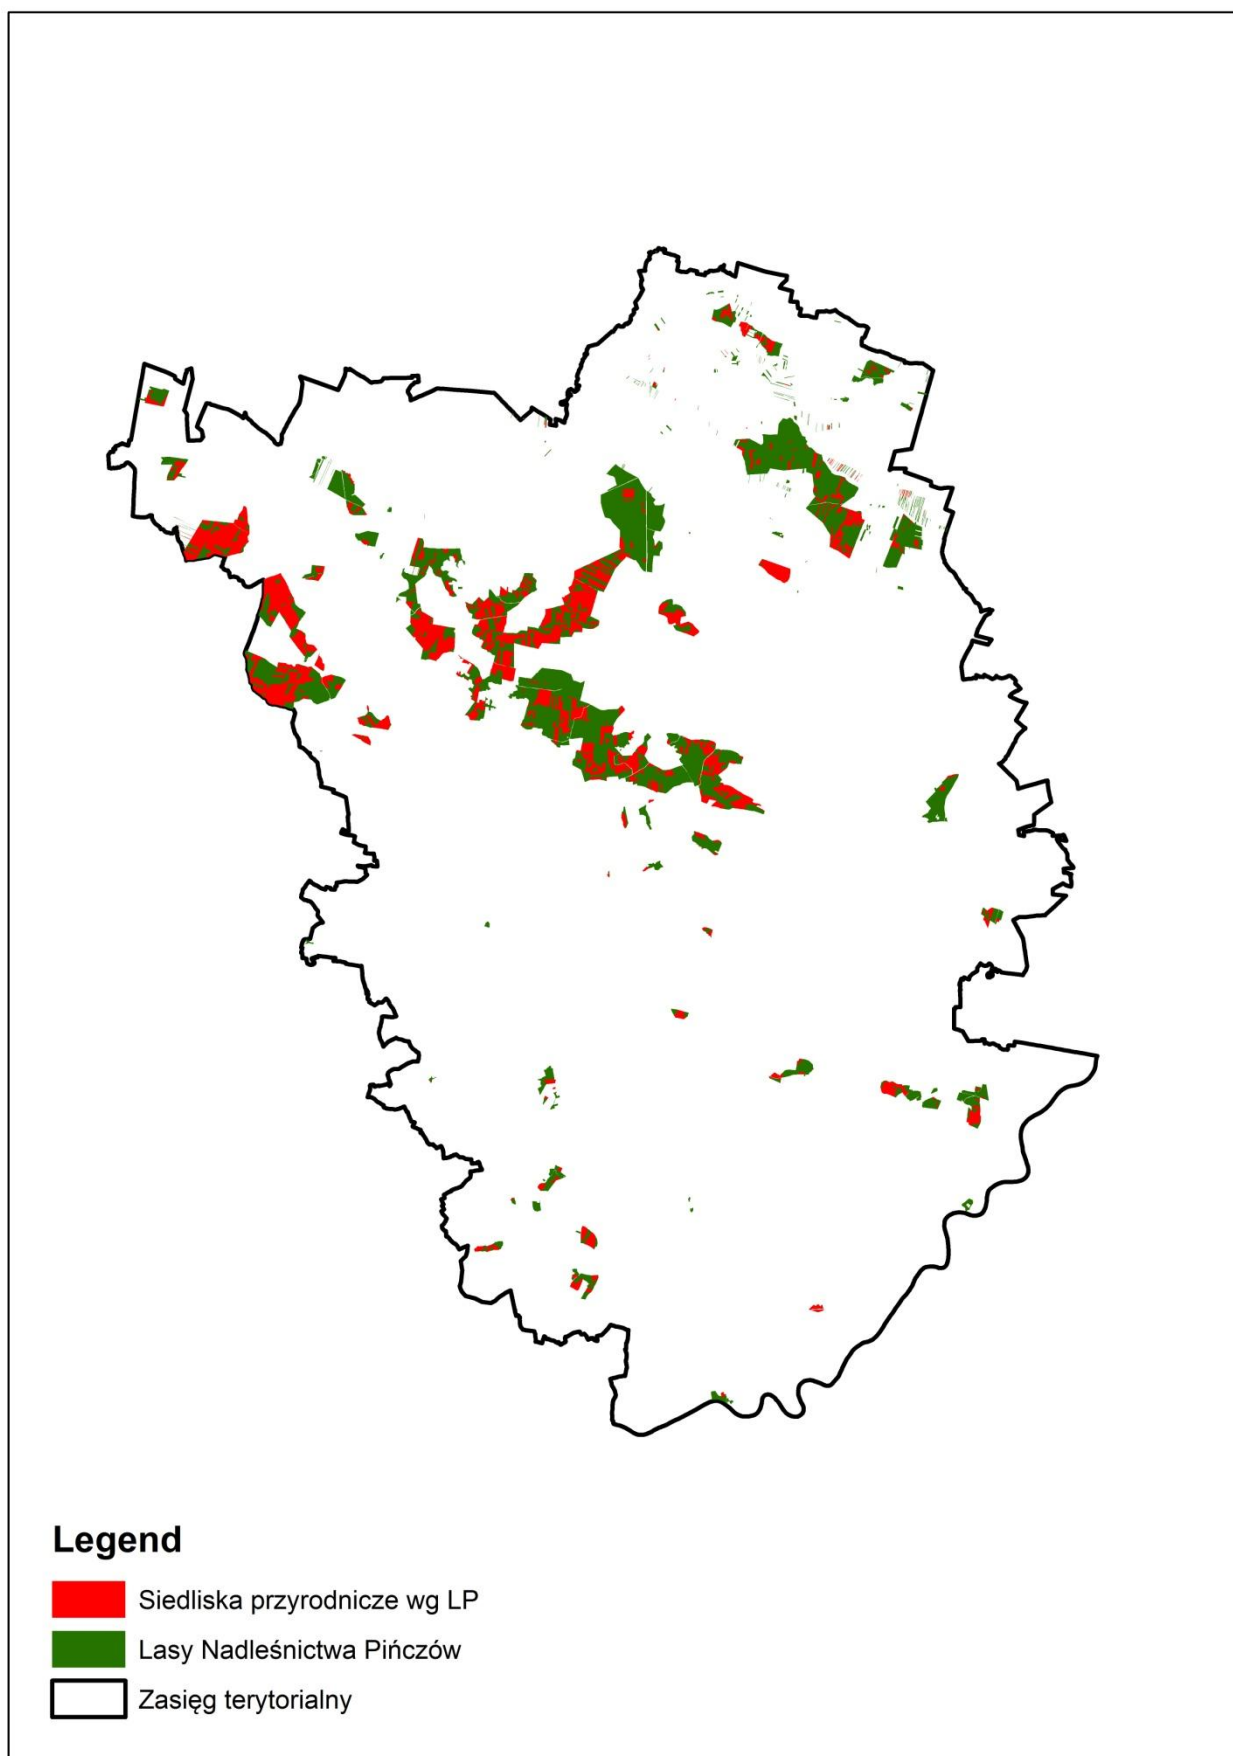 Legend
Siedliska przyrodnicze wg LP
Lasy Nadleśnictwa Pińczów
Zasięg terytorialny